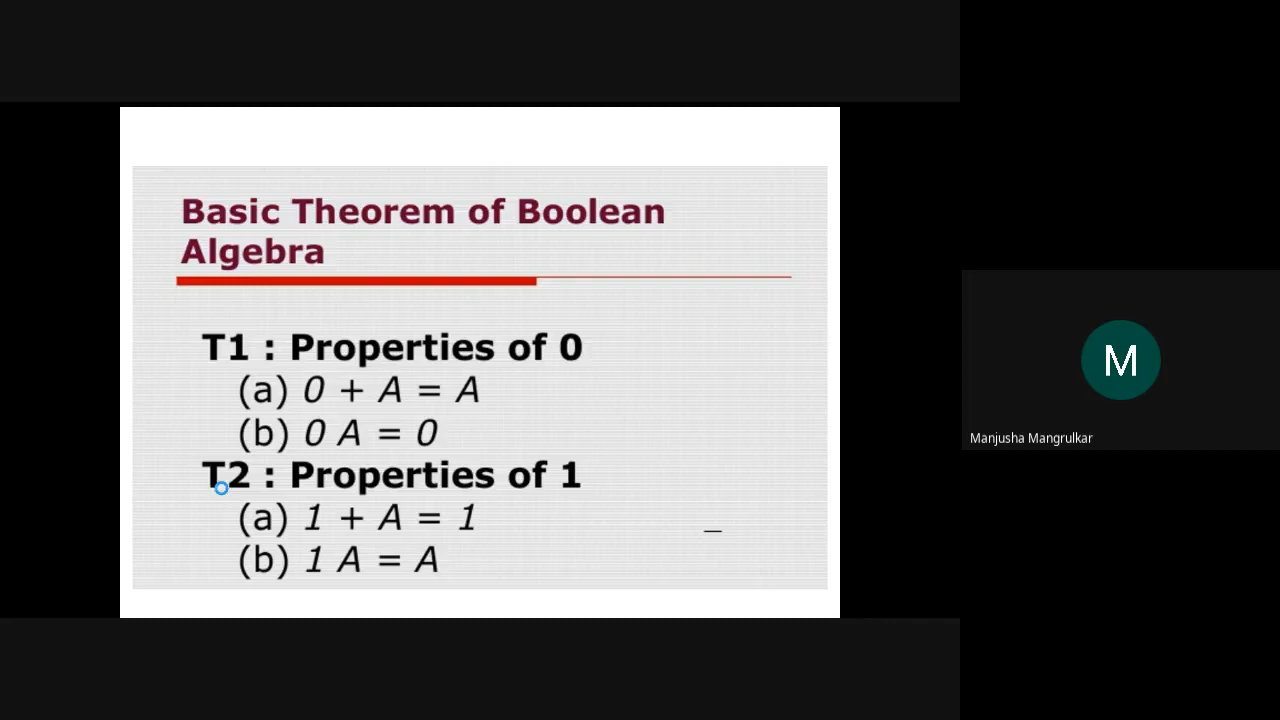 Basic Theorem of Boolean
Algebra
T1 : Properties of 0
(a) 0 + A = A
(b) 0 A = 0
T2 : Properties of 1
(a) 1 + A = 1
(b) 1 A = A
M
Manjusha Mangrulkar